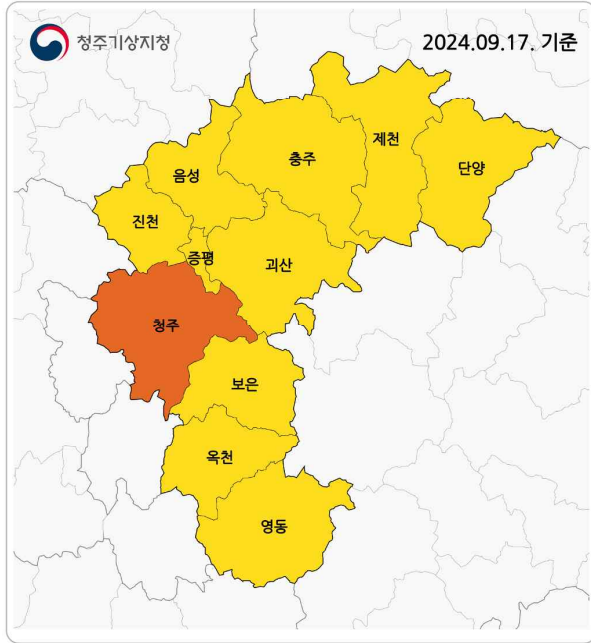 청주기상지청
2024.09.17. 기준
제천
충주
단양
음성
진천
증평
괴산
청주
보은
옥천
영동